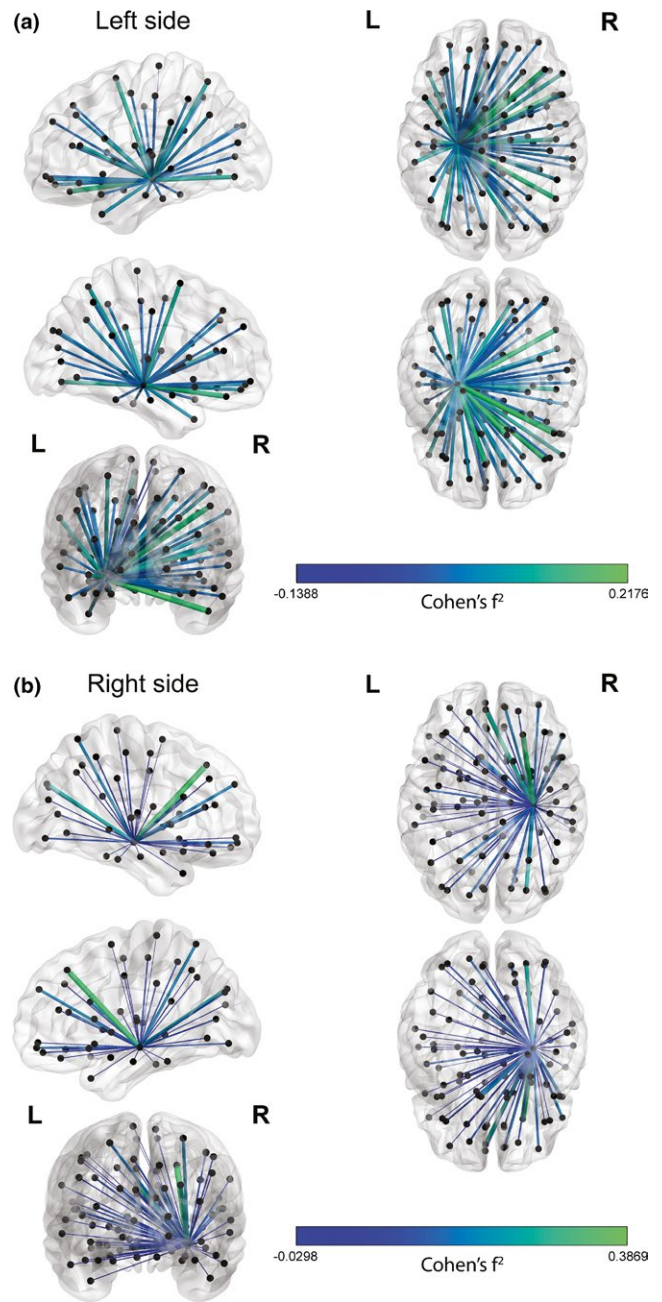 (a) Left side
L R
L R
-0.1388 0.2176
Cohen's f²
(b) Right side
L R
L R
-0.0298 0.3869
Cohen's f²